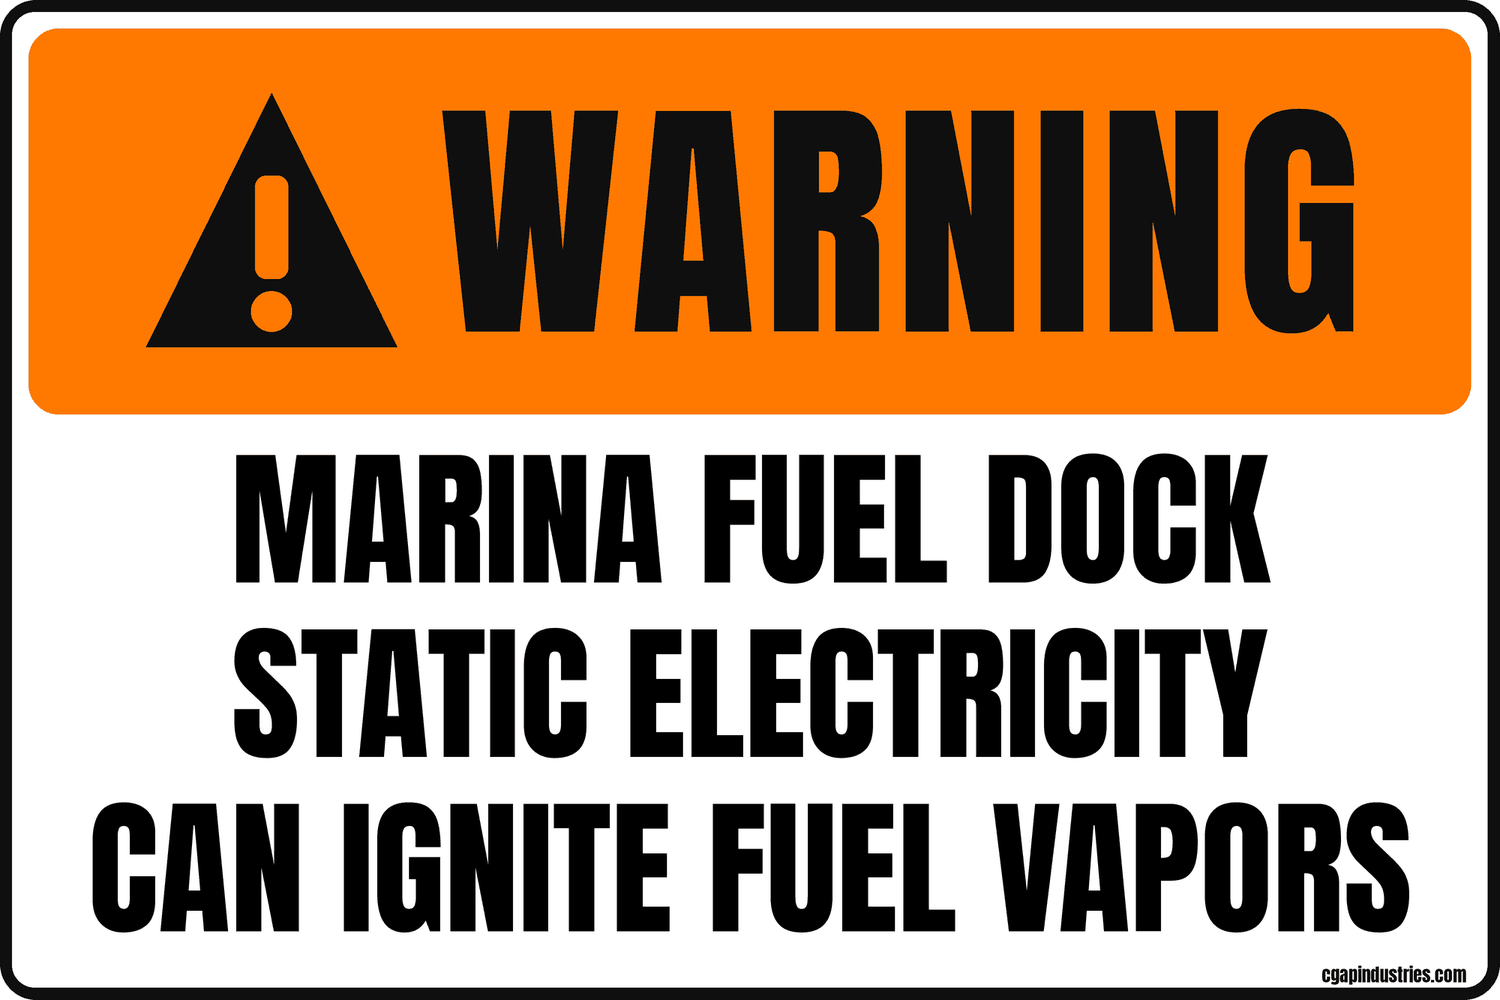 WARNING
MARINA FUEL DOCK
STATIC ELECTRICITY
CAN IGNITE FUEL VAPORS
cgapindustries.com